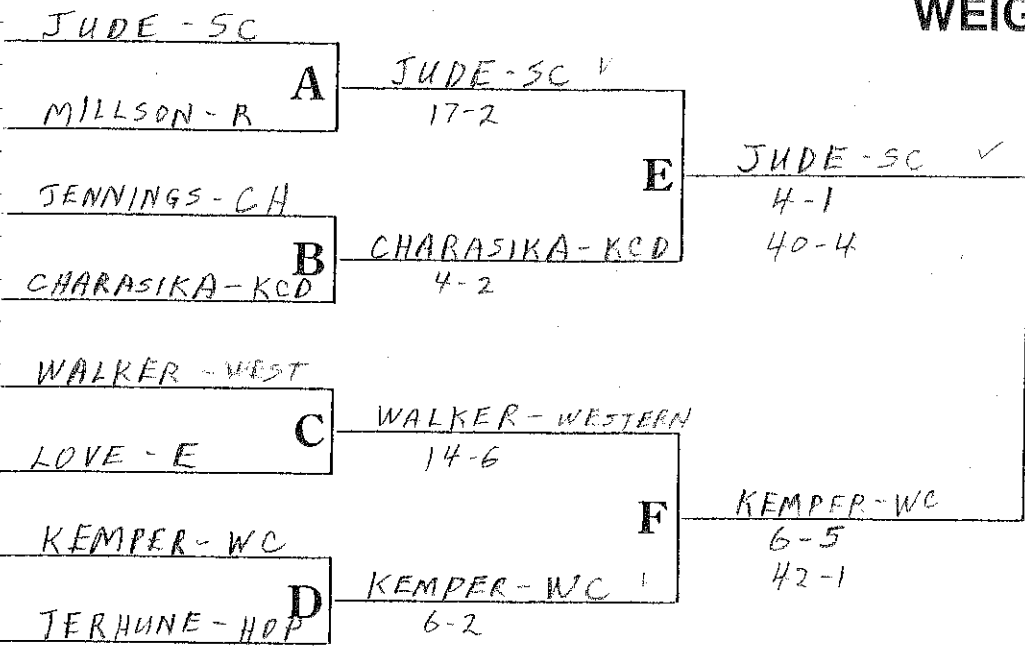 WEIG
JUDE - SC
A
JUDE - SC ✓
MILLSON - R
17-2
E
JUDE - SC ✓
4-1
40-4
JENNINGS - CH
B
CHARASIKA - KCD
CHARASIKA - KCD
4-2
WALKER - WEST
C
WALKER - WESTERN
LOVE - E
14-6
F
KEMPER - WC
6-5
42-1
KEMPER - WC
D
KEMPER - WC
TERHUNE - HOP
6-2